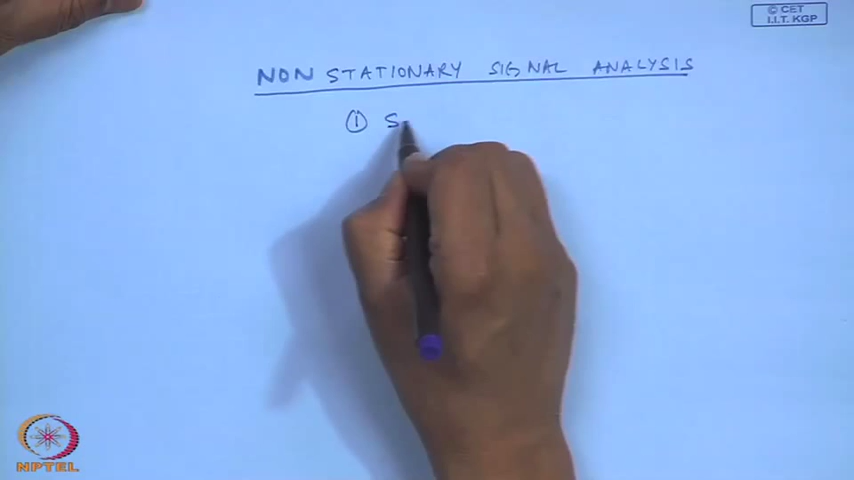 © CET
I.I.T. KGP
NON STATIONARY SIGNAL ANALYSIS
① S
NPTEL